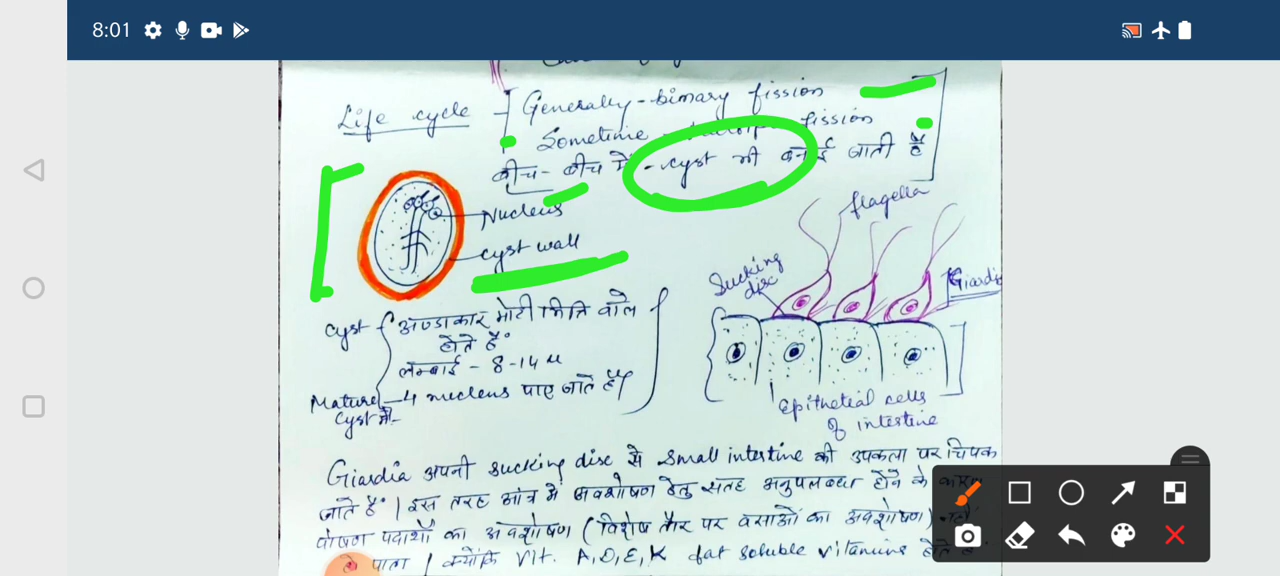 8:01
Life cycle
Generally - binary fission
Sometime fission
बीच - बीच में - cyst भी बनाई जाती है
flagella
Nucleus
Cyst wall
Sucking disc
Giardia
Cyst { अण्डाकार मोटी भित्ति वाले
होते हैं
लम्बाई - 8-14 u
Mature - 4 nucleus पाए जाते हैं
Cyst में -
Epithetial cells
of intestine
Giardia अपनी sucking disc से small intestine की उपकला पर चिपक
जाते हैं। इस तरह आंत्र में अवशोषण हेतु सतह अनुपलब्ध होने के कारण
पोषण पदार्थो का अवशोषण (विशेष तौर पर वसाओं का अवशोषण)
हो पाता। क्योंकि Vit. A, D, E, K fat soluble vitamins होते